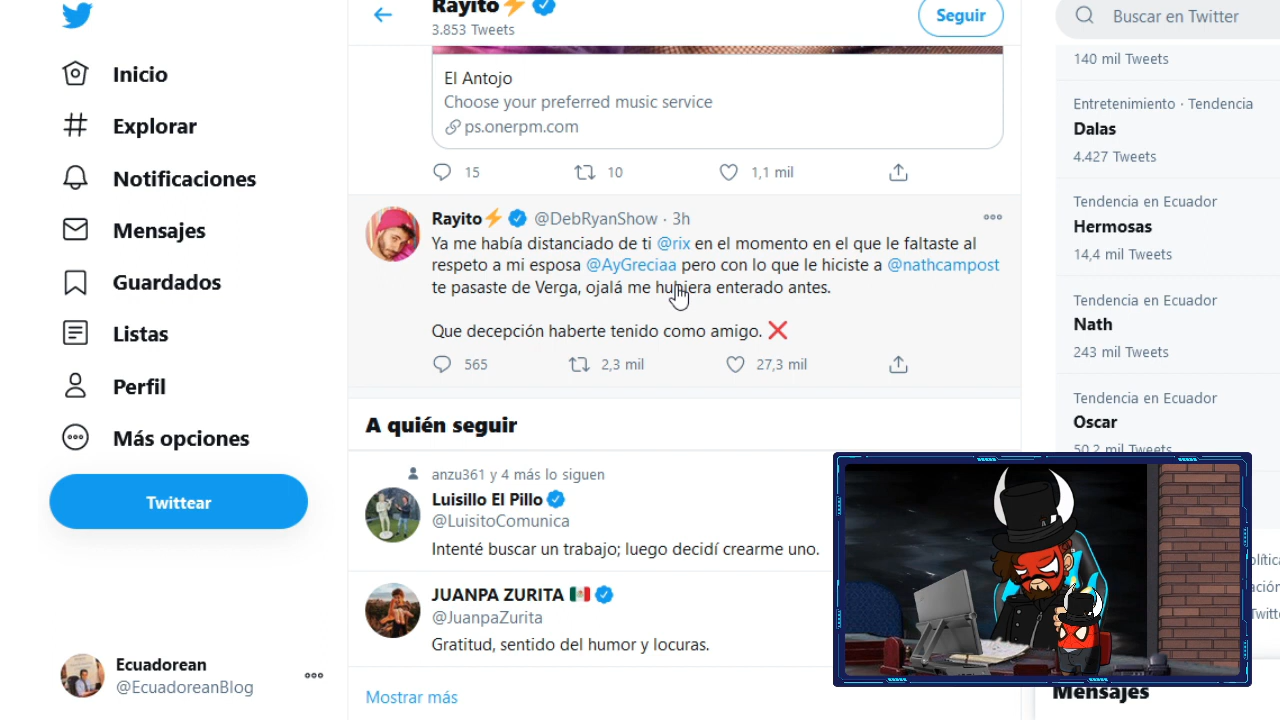 Inicio
Explorar
Notificaciones
Mensajes
Guardados
Listas
Perfil
Más opciones
Twittear
Ecuadorean
@EcuadoreanBlog
Rayito⚡
3.853 Tweets
Seguir
El Antojo
Choose your preferred music service
ps.onerpm.com
15 10 1,1 mil
Rayito⚡ @DebRyanShow · 3h
Ya me había distanciado de ti @rix en el momento en el que le faltaste al
respeto a mi esposa @AyGreciaa pero con lo que le hiciste a @nathcampost
te pasaste de Verga, ojalá me hubiera enterado antes.
Que decepción haberte tenido como amigo. ❌
565 2,3 mil 27,3 mil
A quién seguir
anzu361 y 4 más lo siguen
Luisillo El Pillo
@LuisitoComunica
Intenté buscar un trabajo; luego decidí crearme uno.
JUANPA ZURITA 🇲🇽
@JuanpaZurita
Gratitud, sentido del humor y locuras.
Mostrar más
Buscar en Twitter
140 mil Tweets
Entretenimiento · Tendencia
Dalas
4.427 Tweets
Tendencia en Ecuador
Hermosas
14,4 mil Tweets
Tendencia en Ecuador
Nath
243 mil Tweets
Tendencia en Ecuador
Oscar
50,2 mil Tweets
Mensajes